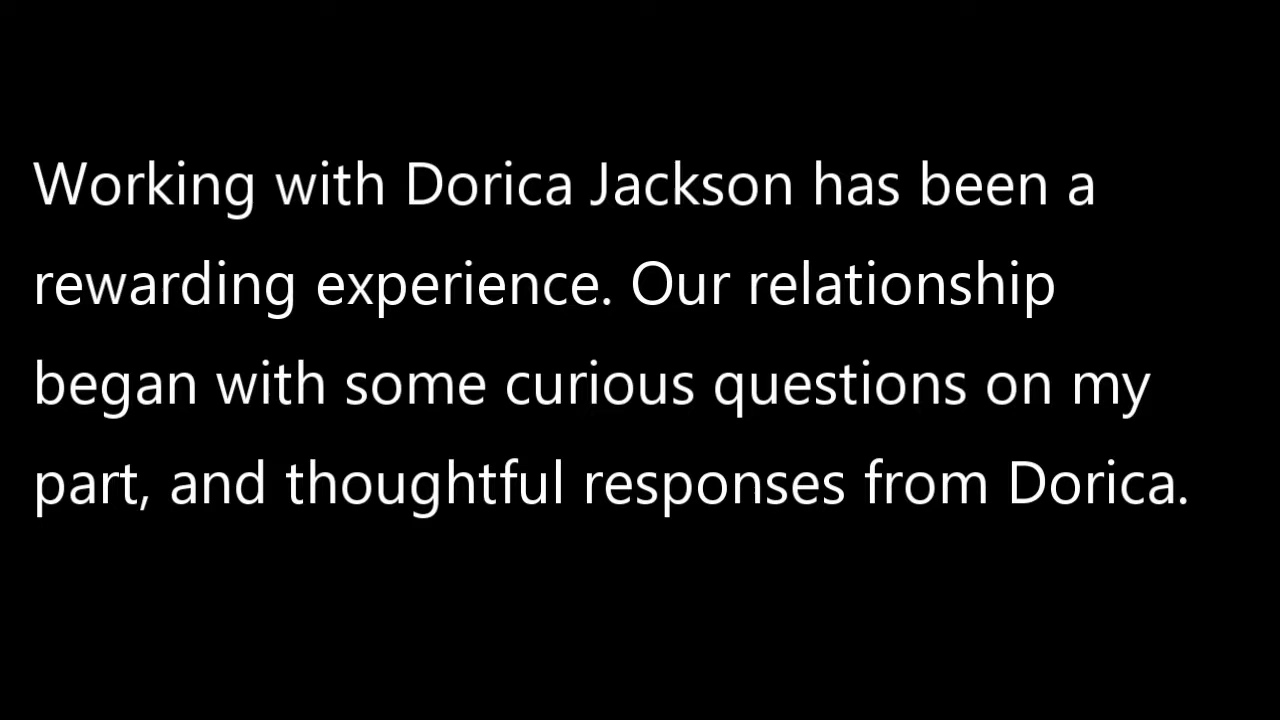 Working with Dorica Jackson has been a
rewarding experience. Our relationship
began with some curious questions on my
part, and thoughtful responses from Dorica.